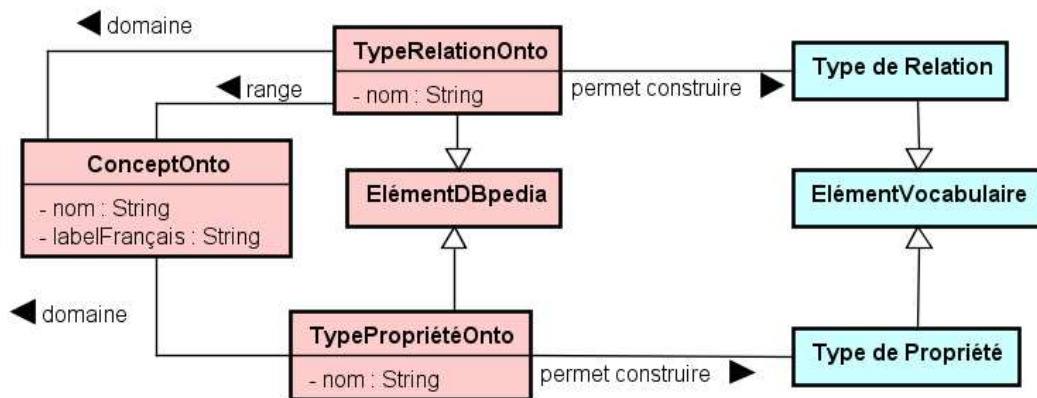 ◀ domaine
TypeRelationOnto
- nom : String
◀ range
permet construire ▶
Type de Relation
ConceptOnto
- nom : String
- labelFrançais : String
ElémentDBpedia
ElémentVocabulaire
◀ domaine
TypePropriétéOnto
- nom : String
permet construire ▶
Type de Propriété